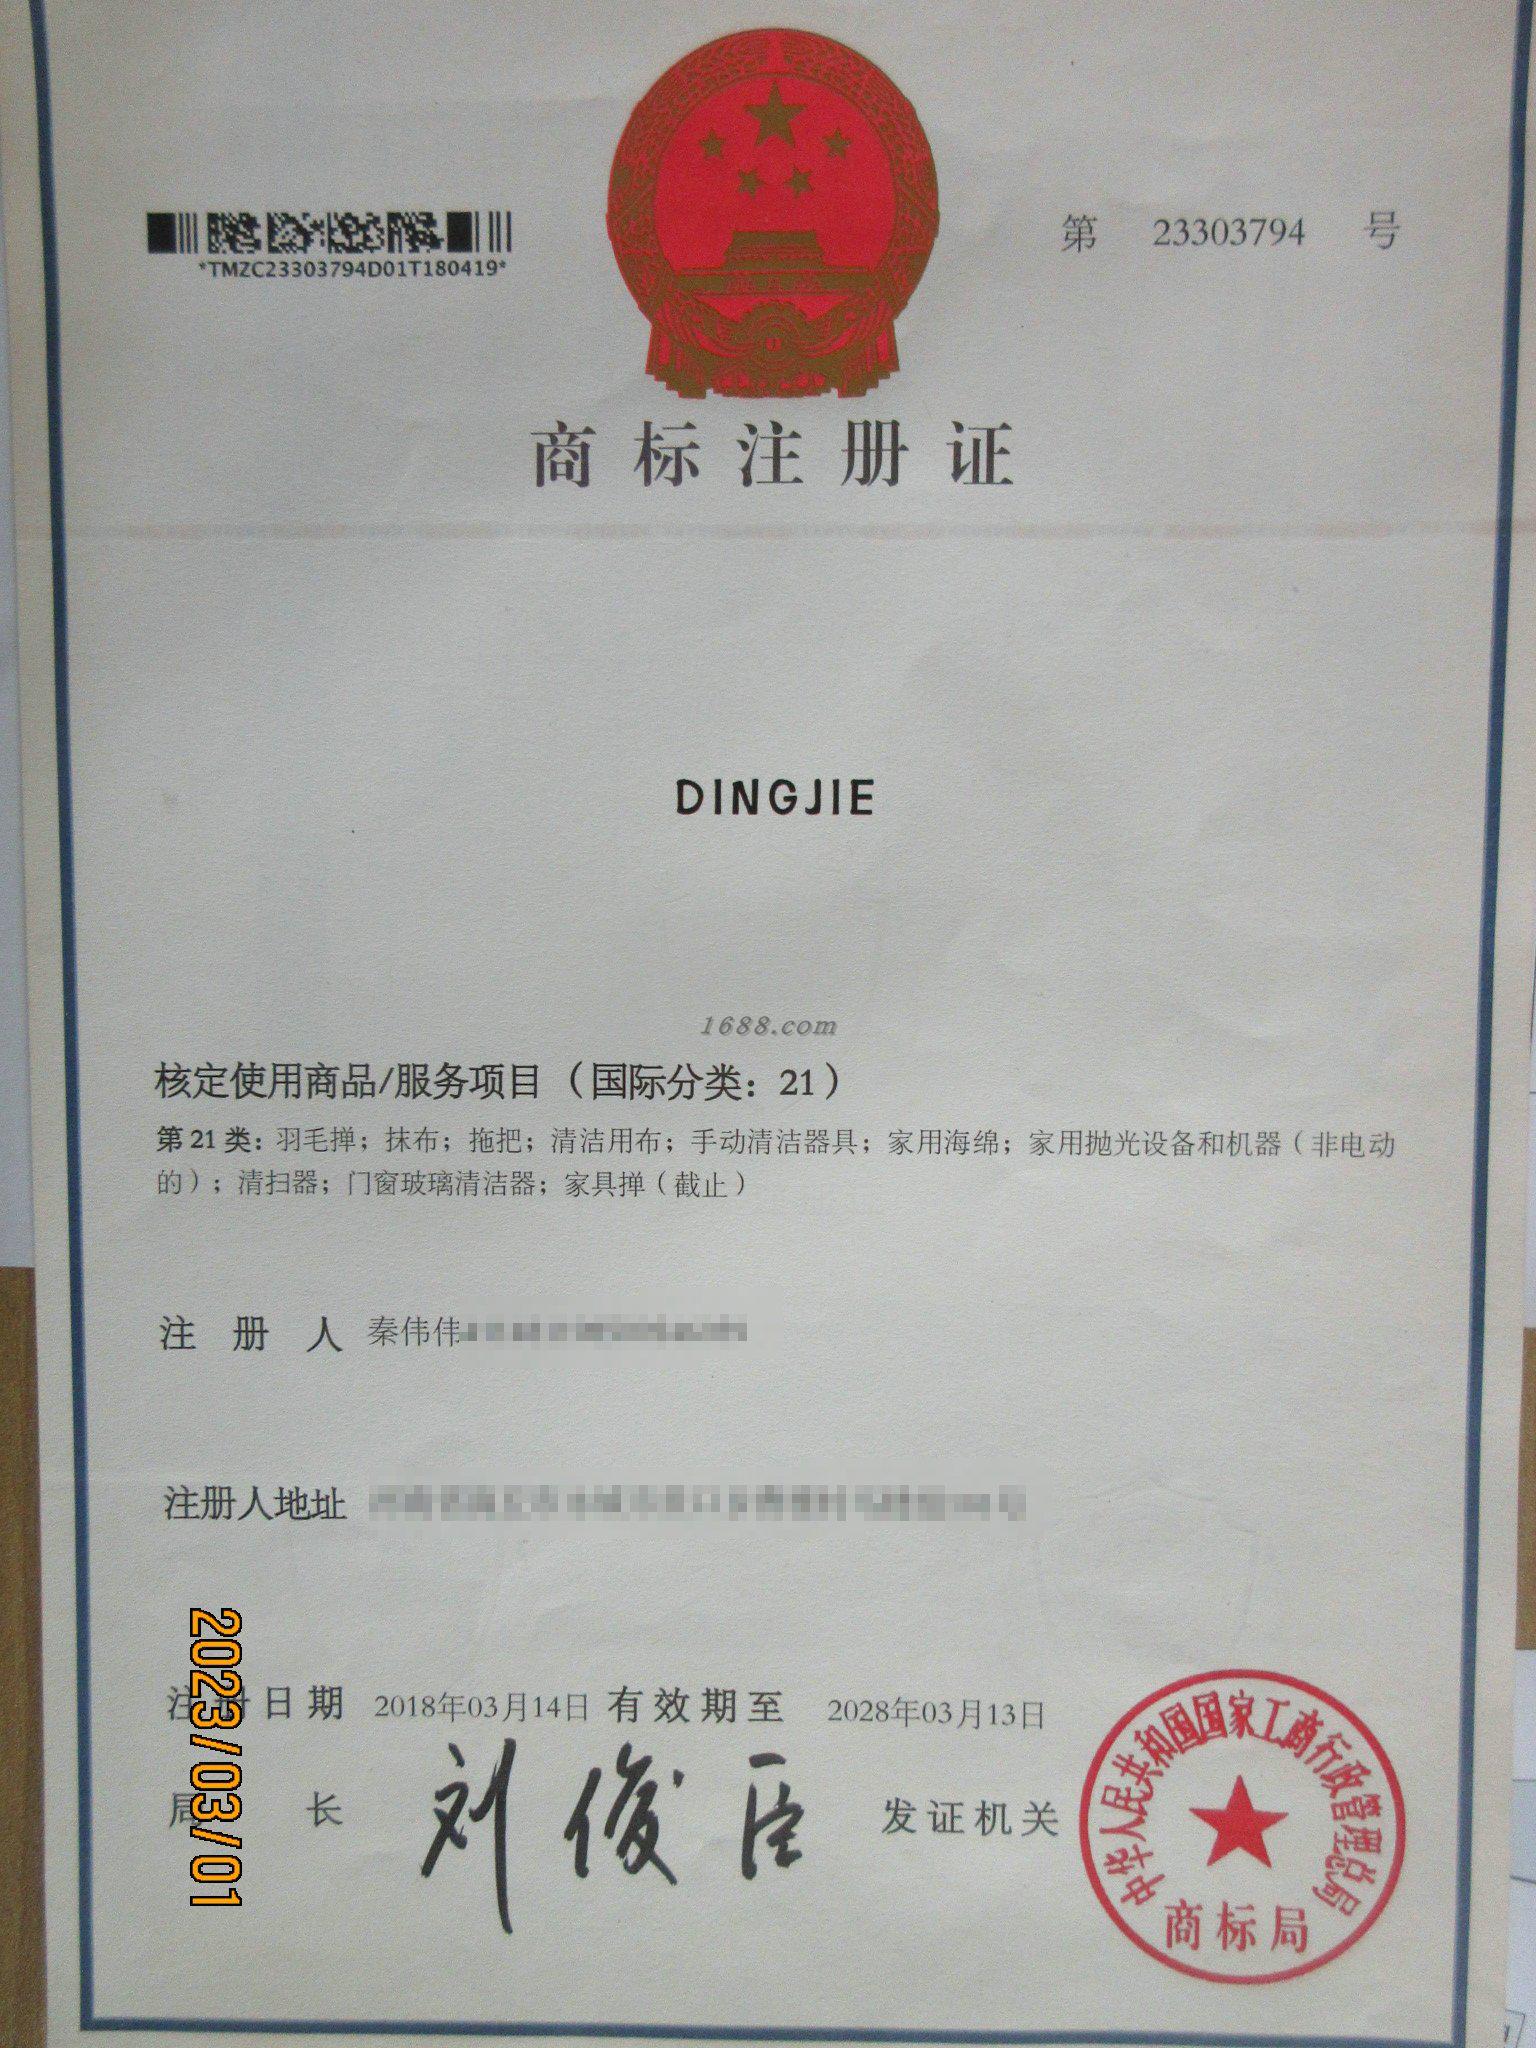 *TMZC23303794D01T180419*
第 23303794 号
商标注册证
DINGJIE
1688.com
核定使用商品/服务项目（国际分类：21）
第 21 类：羽毛掸；抹布；拖把；清洁用布；手动清洁器具；家用海绵；家用抛光设备和机器（非电动
的）；清扫器；门窗玻璃清洁器；家具掸（截止）
注册人 秦伟伟
注册人地址
注册日期 2018年03月14日 有效期至 2028年03月13日
局长 刘俊臣 发证机关
中华人民共和国国家工商行政管理总局
商标局
2023/03/01